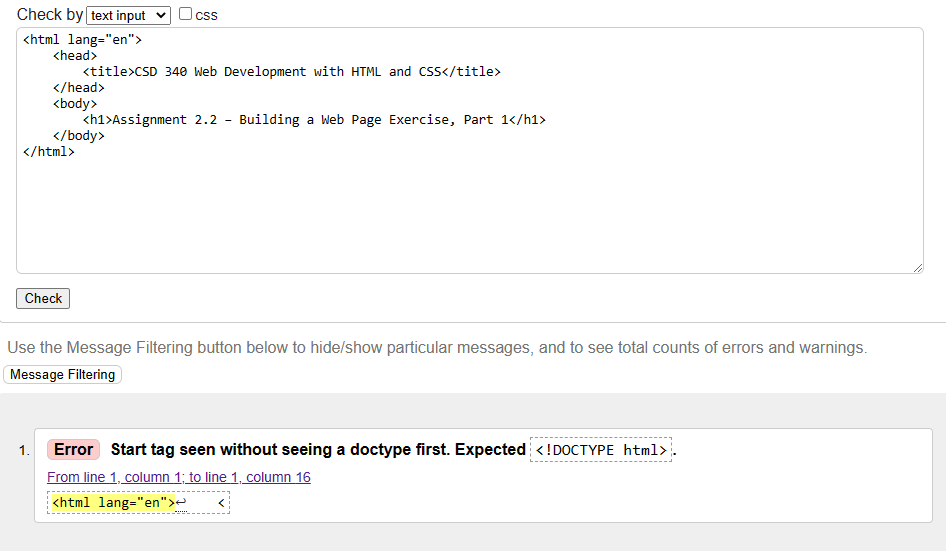 Check by text input css
<html lang="en">
    <head>
        <title>CSD 340 Web Development with HTML and CSS</title>
    </head>
    <body>
        <h1>Assignment 2.2 – Building a Web Page Exercise, Part 1</h1>
    </body>
</html>
Check
Use the Message Filtering button below to hide/show particular messages, and to see total counts of errors and warnings.
Message Filtering
1. Error Start tag seen without seeing a doctype first. Expected <!DOCTYPE html>.
From line 1, column 1; to line 1, column 16
<html lang="en">↩    <